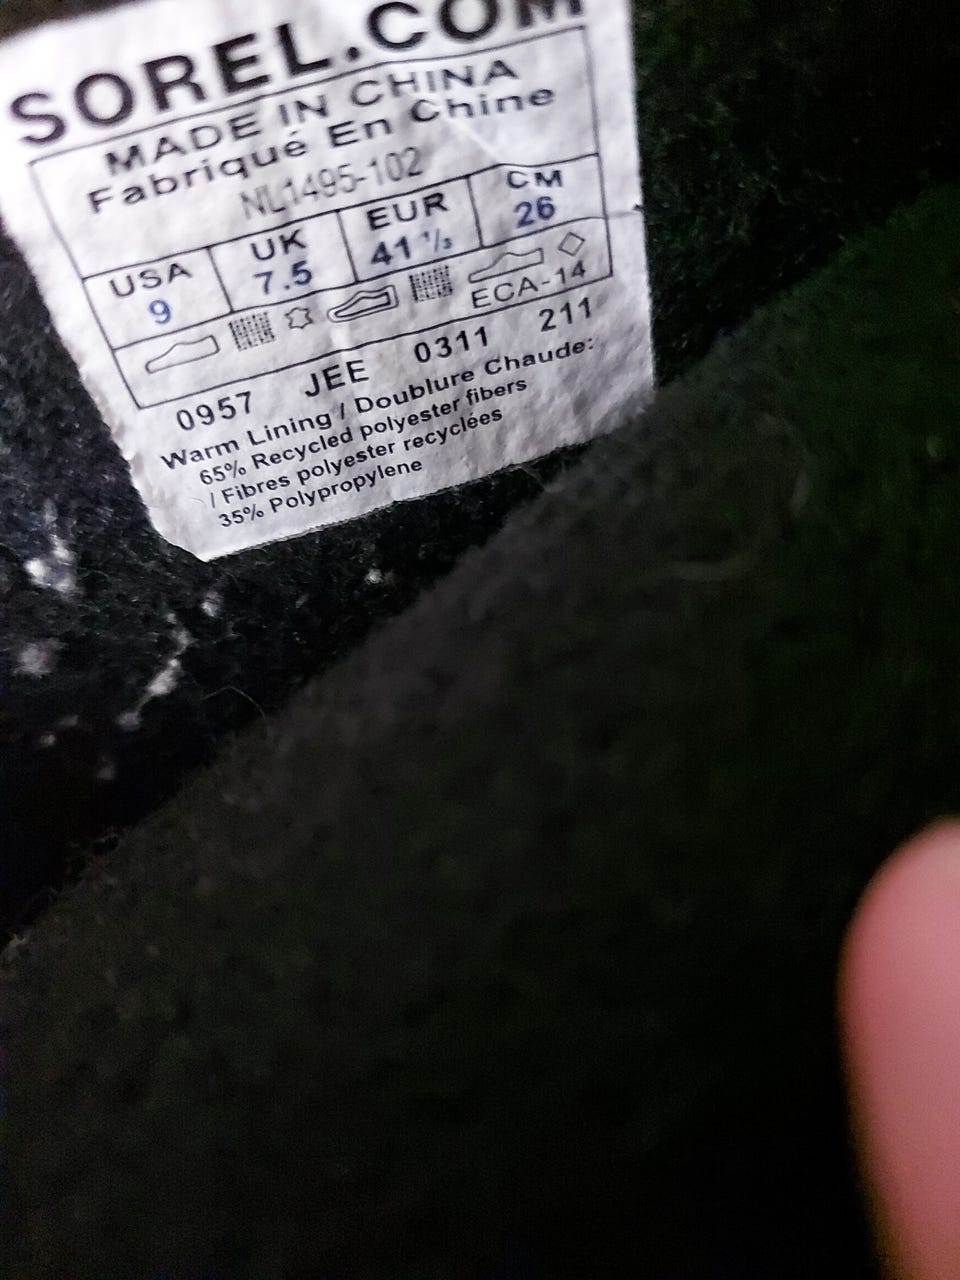 SOREL.COM
MADE IN CHINA
Fabriqué En Chine
NL1495-102
USA UK EUR CM
9 7.5 41 1/3 26
ECA-14
0957 JEE 0311 211
Warm Lining / Doublure Chaude:
65% Recycled polyester fibers
/ Fibres polyester recyclées
35% Polypropylene